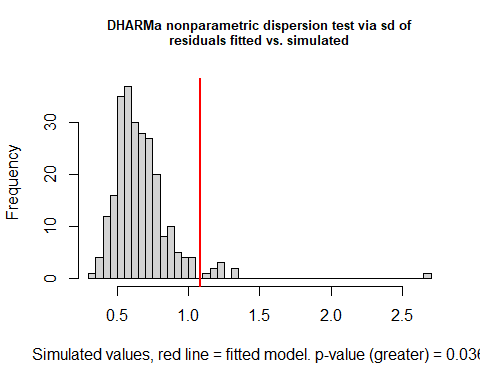 DHARMa nonparametric dispersion test via sd of
residuals fitted vs. simulated
Frequency
30
20
10
0
0.5 1.0 1.5 2.0 2.5
Simulated values, red line = fitted model. p-value (greater) = 0.036